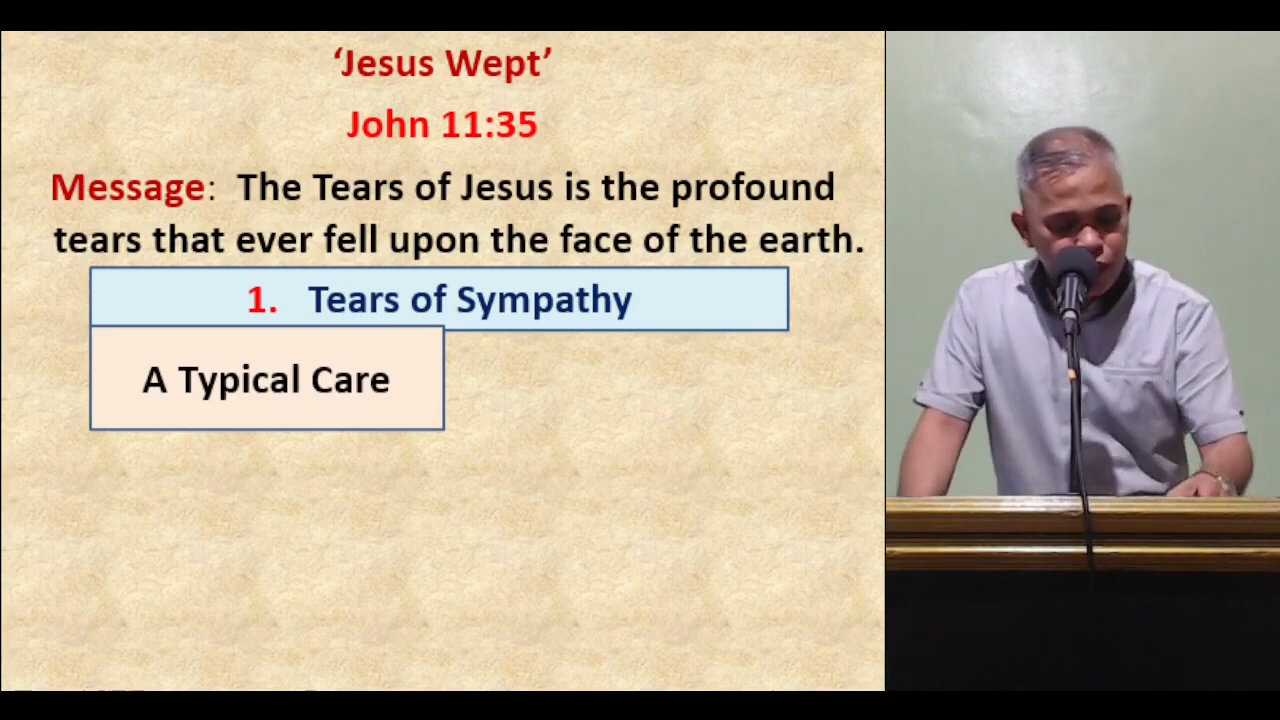 ‘Jesus Wept’
John 11:35
Message: The Tears of Jesus is the profound
tears that ever fell upon the face of the earth.
1. Tears of Sympathy
A Typical Care